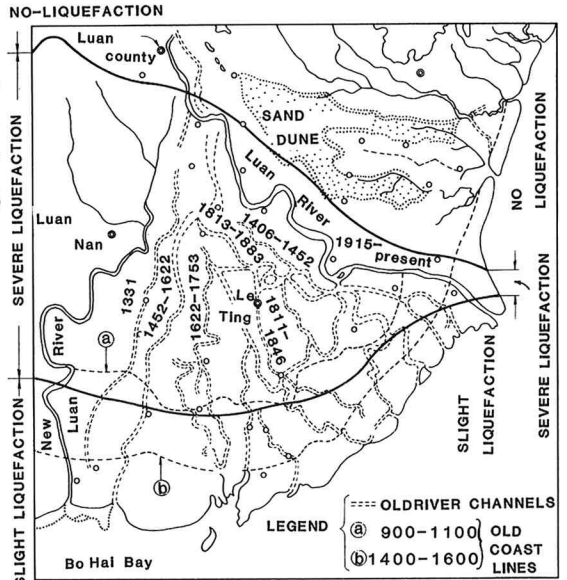 NO-LIQUEFACTION
Luan
county
SAND
DUNE
Luan
River
NO
LIQUEFACTION
SEVERE LIQUEFACTION
Luan
Nan
1813-1883
1406-1452
1915-
present
1331
1452-1622
1622-1753
Le
Ting
1811-
1846
River
ⓐ
Luan
New
SLIGHT LIQUEFACTION
SLIGHT
LIQUEFACTION
SEVERE LIQUEFACTION
ⓑ
Bo Hai Bay
LEGEND
OLDRIVER CHANNELS
ⓐ 900-1100 OLD
COAST
ⓑ 1400-1600 LINES